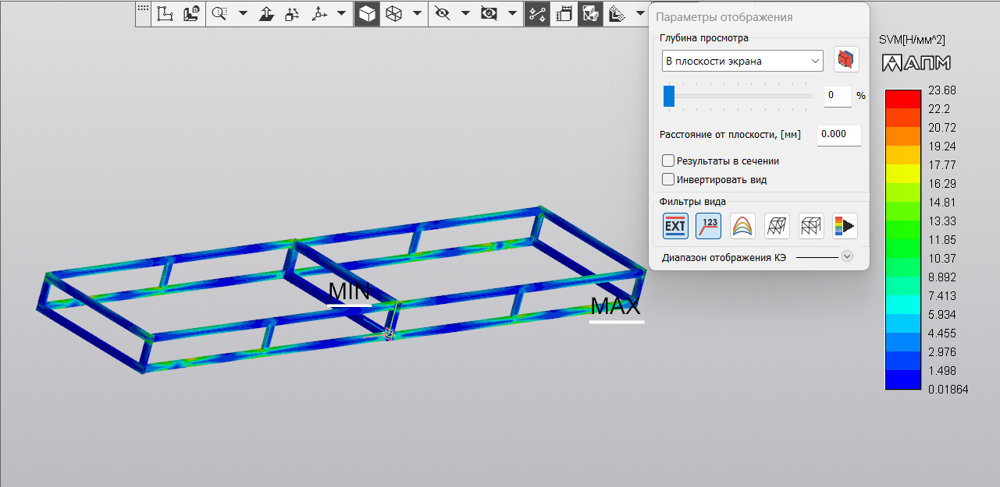 Параметры отображения
Глубина просмотра
В плоскости экрана
0 %
Расстояние от плоскости, [мм] 0.000
Результаты в сечении
Инвертировать вид
Фильтры вида
EXT 123
Диапазон отображения КЭ
SVM[Н/мм^2]
АПМ
23.68
22.2
20.72
19.24
17.77
16.29
14.81
13.33
11.85
10.37
8.892
7.413
5.934
4.455
2.976
1.498
0.01864
MIN
MAX